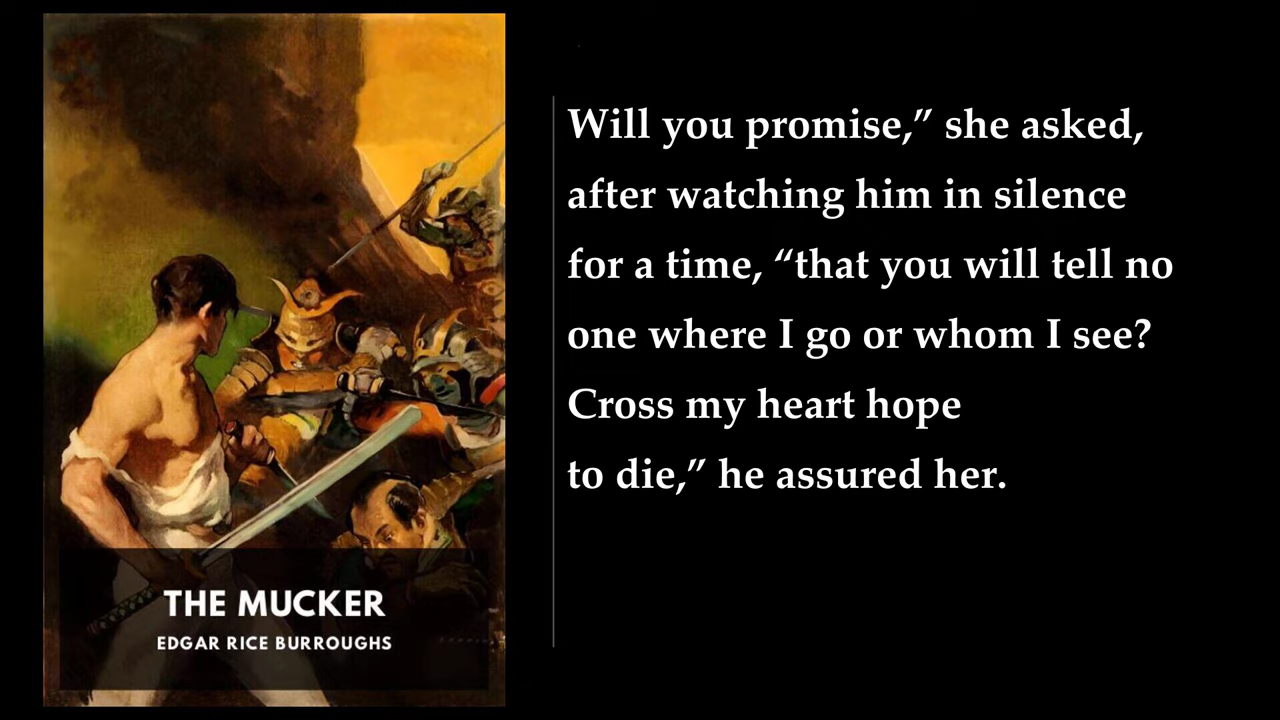 THE MUCKER
EDGAR RICE BURROUGHS
Will you promise,” she asked,
after watching him in silence
for a time, “that you will tell no
one where I go or whom I see?
Cross my heart hope
to die,” he assured her.